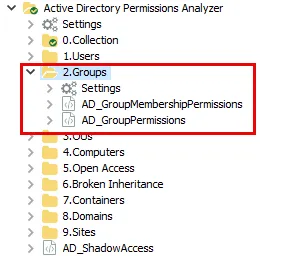 Active Directory Permissions Analyzer
Settings
0.Collection
1.Users
2.Groups
Settings
AD_GroupMembershipPermissions
AD_GroupPermissions
3.OUs
4.Computers
5.Open Access
6.Broken Inheritance
7.Containers
8.Domains
9.Sites
AD_ShadowAccess